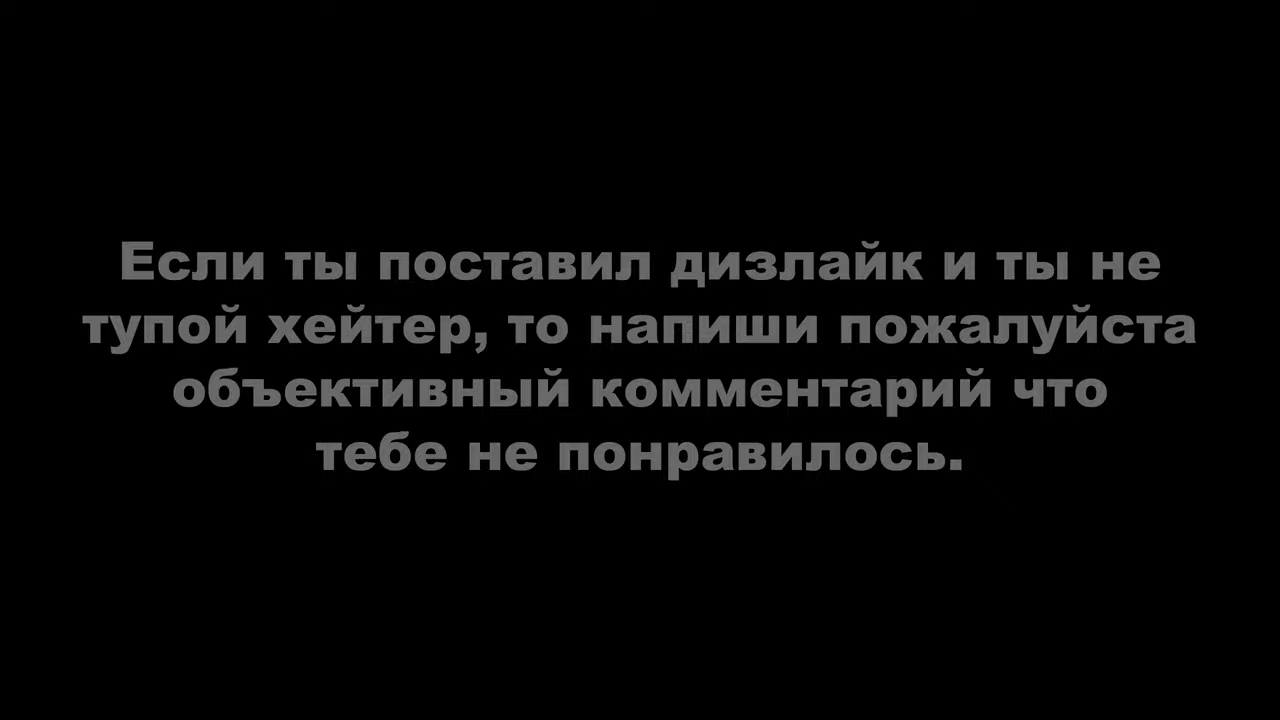 Если ты поставил дизлайк и ты не
тупой хейтер, то напиши пожалуйста
объективный комментарий что
тебе не понравилось.